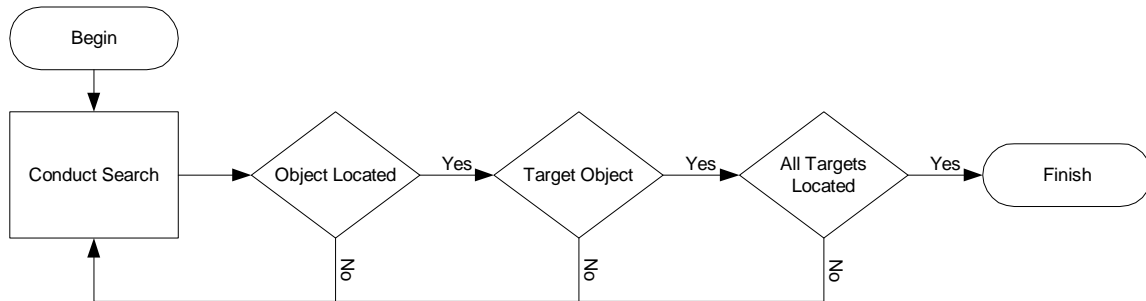 Begin
Conduct Search
Object Located
Yes
Target Object
Yes
All Targets
Located
Yes
Finish
No
No
No